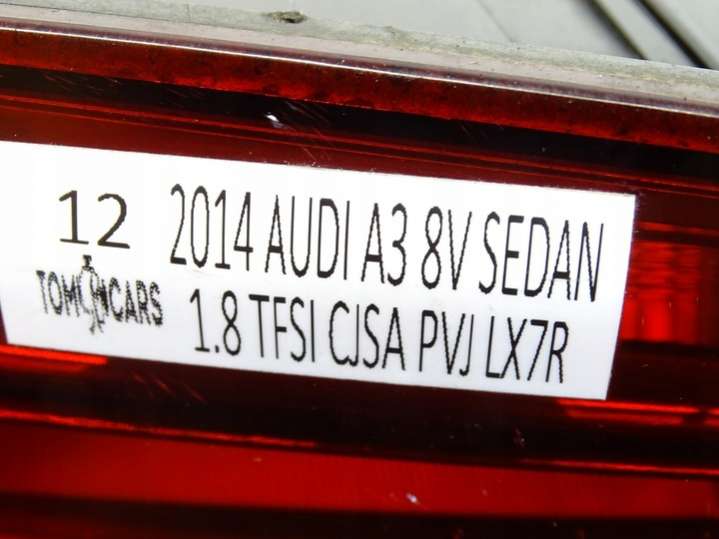 12
TOMCARS
2014 AUDI A3 8V SEDAN
1.8 TFSI CJSA PVJ LX7R